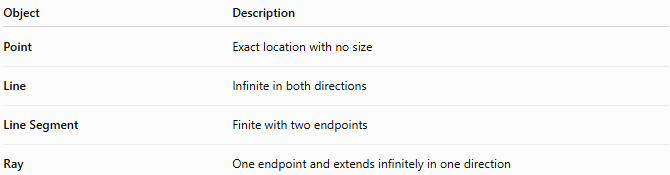 Object Description
Point Exact location with no size
Line Infinite in both directions
Line Segment Finite with two endpoints
Ray One endpoint and extends infinitely in one direction